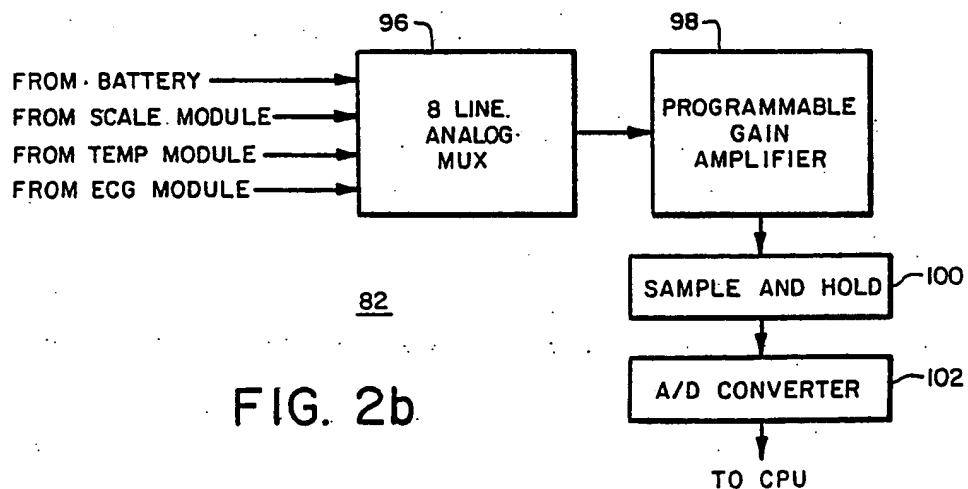 96
98
FROM BATTERY
FROM SCALE MODULE
FROM TEMP MODULE
FROM ECG MODULE
8 LINE
ANALOG
MUX
PROGRAMMABLE
GAIN
AMPLIFIER
SAMPLE AND HOLD
100
82
A/D CONVERTER
102
FIG. 2b
TO CPU